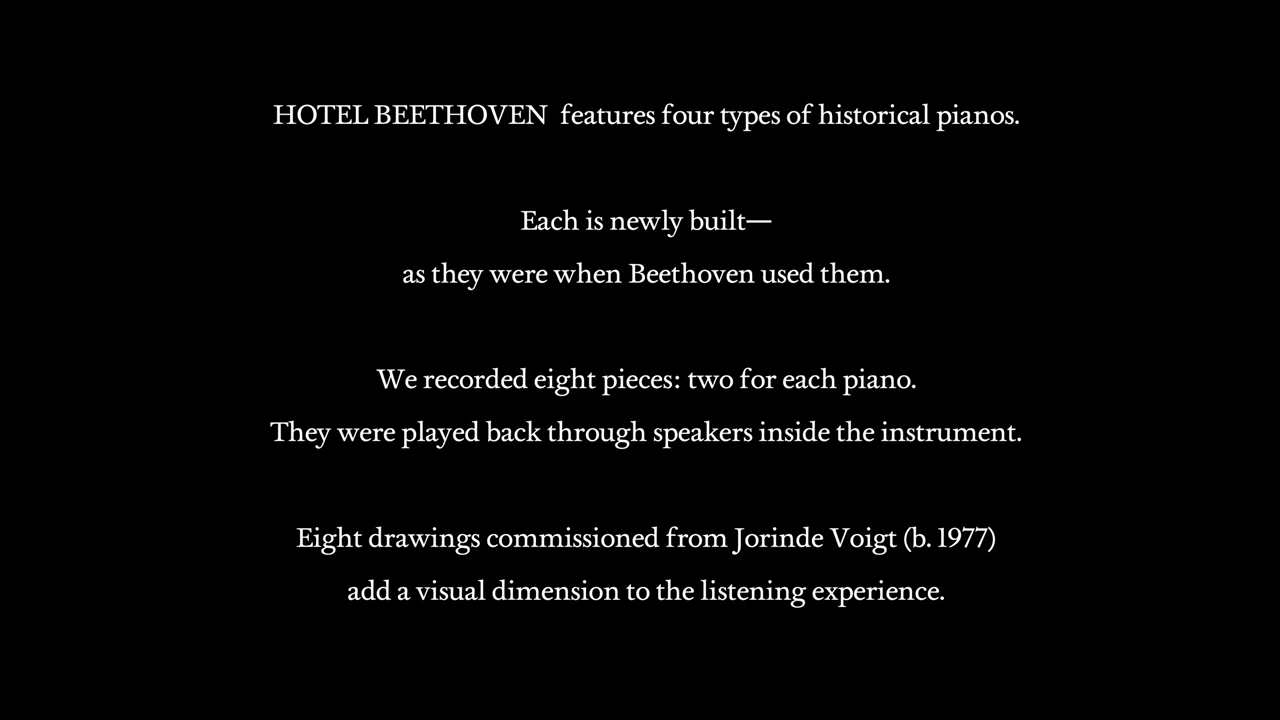 HOTEL BEETHOVEN features four types of historical pianos.
Each is newly built—
as they were when Beethoven used them.
We recorded eight pieces: two for each piano.
They were played back through speakers inside the instrument.
Eight drawings commissioned from Jorinde Voigt (b. 1977)
add a visual dimension to the listening experience.